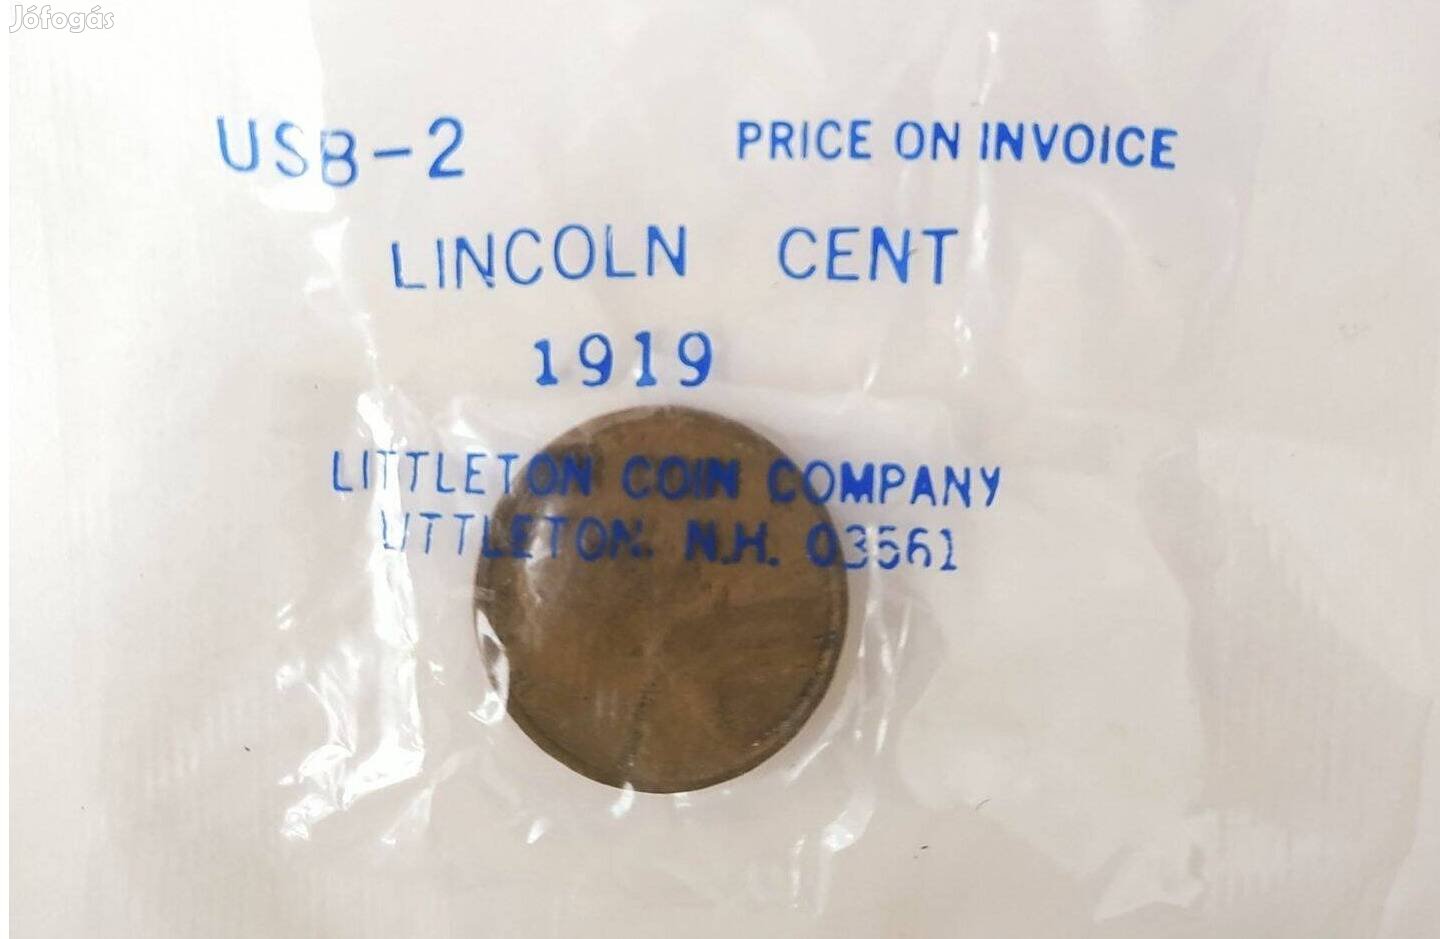 Jófogás
USB-2 PRICE ON INVOICE
LINCOLN CENT
1919
LITTLETON COIN COMPANY
LITTLETON, N.H. 03561